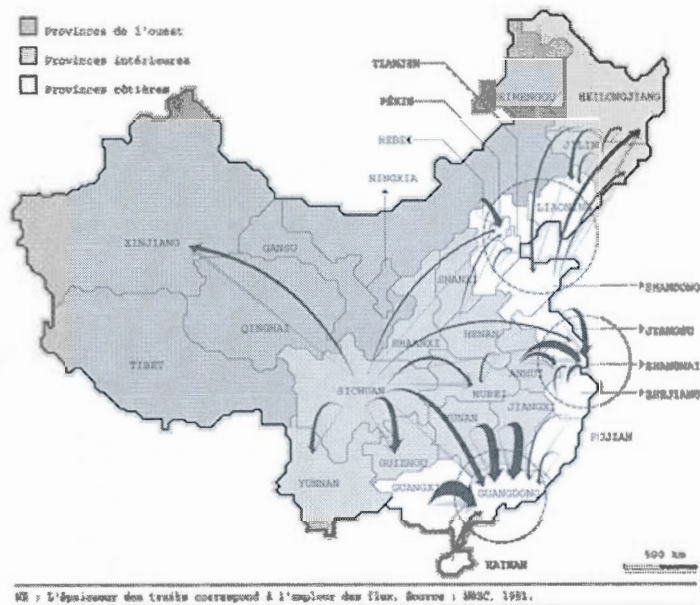 Provinces de l'ouest
Provinces intérieures
Provinces côtières
TIANJIN
PÉKIN
HEBEI
NINGXIA
HEILONGJIANG
JILIN
LIAONING
XINJIANG
GANSU
SHANXI
SHANDONG
QINGHAI
HENAN
JIANGSU
SHAANXI
TIBET
SHANGHAI
ANHUI
SICHUAN
HUBEI
ZHEJIANG
JIANGXI
HUNAN
FUJIAN
GUIZHOU
YUNNAN
GUANGXI
GUANGDONG
HAINAN
500 km
NB : L'épaisseur des traits correspond à l'ampleur des flux. Source :